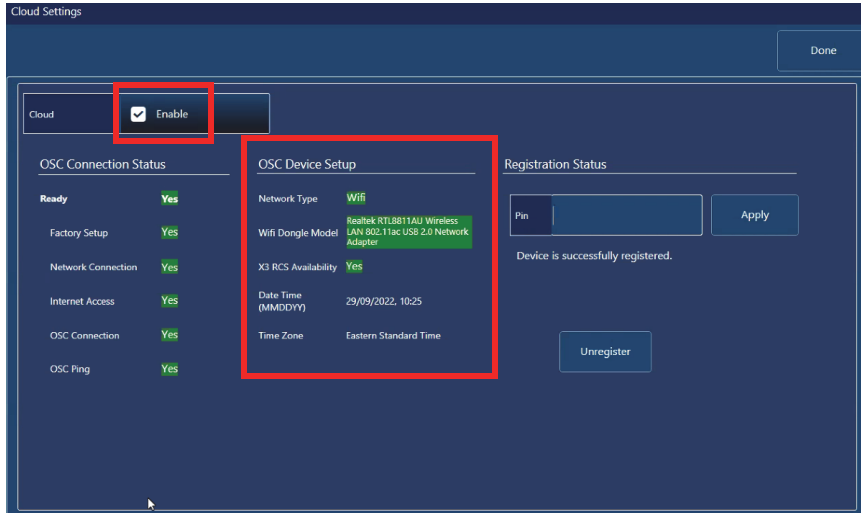 Cloud Settings
Done
Cloud
Enable
OSC Connection Status
Ready Yes
Factory Setup Yes
Network Connection Yes
Internet Access Yes
OSC Connection Yes
OSC Ping Yes
OSC Device Setup
Network Type Wifi
Wifi Dongle Model
Realtek RTL8811AU Wireless
LAN 802.11ac USB 2.0 Network
Adapter
X3 RCS Availability Yes
Date Time
(MMDDYY)
29/09/2022, 10:25
Time Zone Eastern Standard Time
Registration Status
Pin
Apply
Device is successfully registered.
Unregister